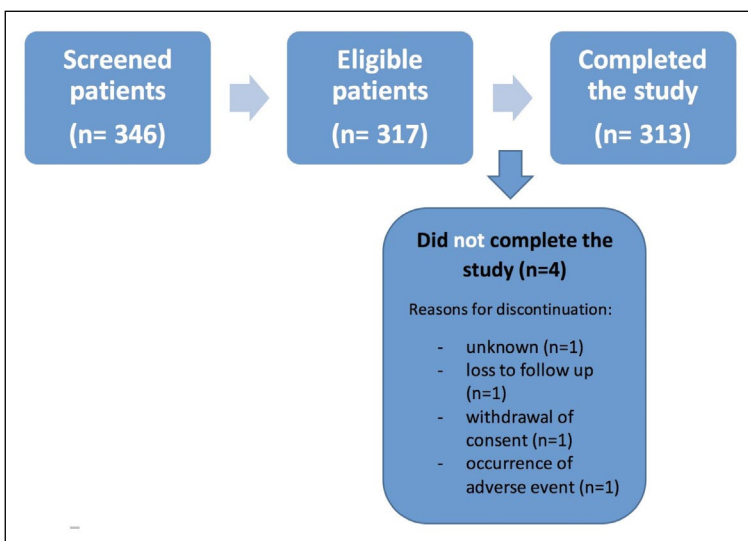 Screened
patients
(n= 346)
Eligible
patients
(n= 317)
Completed
the study
(n= 313)
Did not complete the
study (n=4)
Reasons for discontinuation:
- unknown (n=1)
- loss to follow up
(n=1)
- withdrawal of
consent (n=1)
- occurrence of
adverse event (n=1)